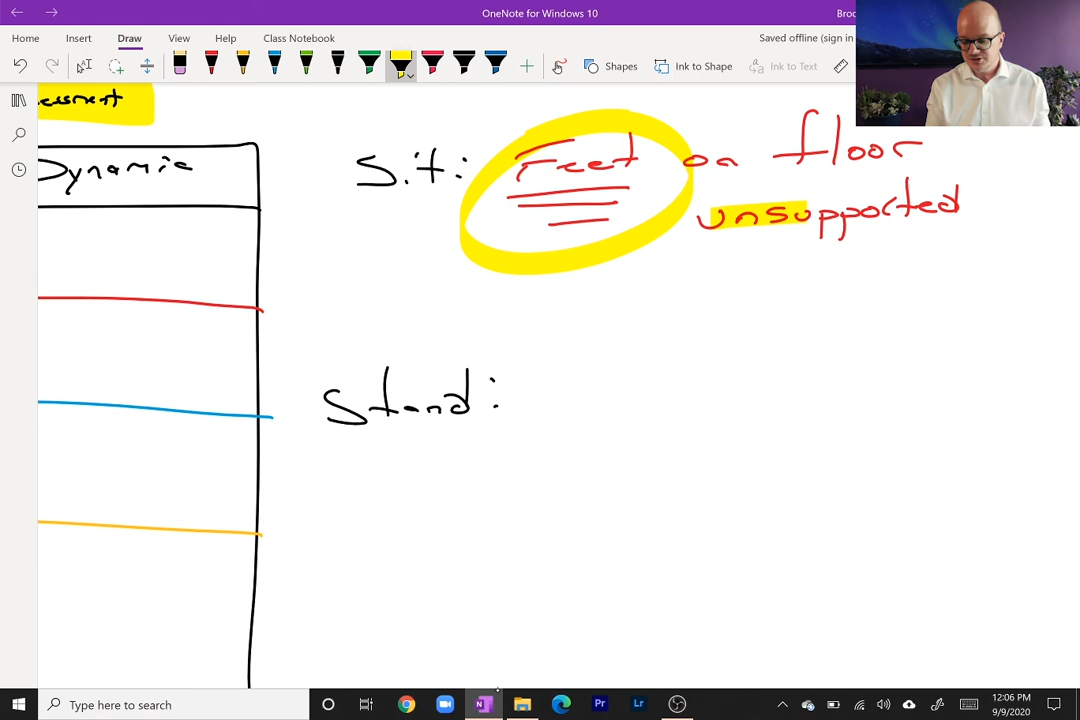 OneNote for Windows 10
Broc
Home Insert Draw View Help Class Notebook
Saved offline (sign in
Shapes Ink to Shape Ink to Text
essment
Dynamic
Sit: Feet on floor
unsupported
Stand:
Type here to search
12:06 PM
9/9/2020